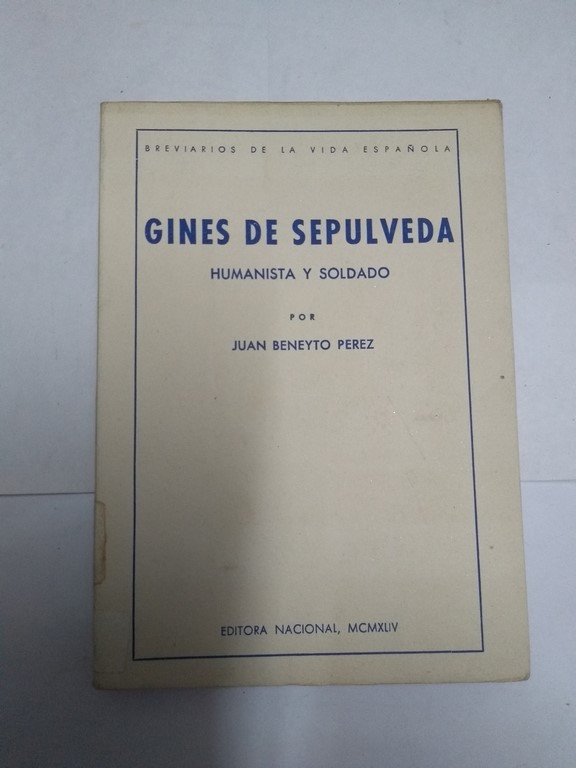 BREVIARIOS DE LA VIDA ESPAÑOLA
GINES DE SEPULVEDA
HUMANISTA Y SOLDADO
POR
JUAN BENEYTO PEREZ
EDITORA NACIONAL, MCMXLIV